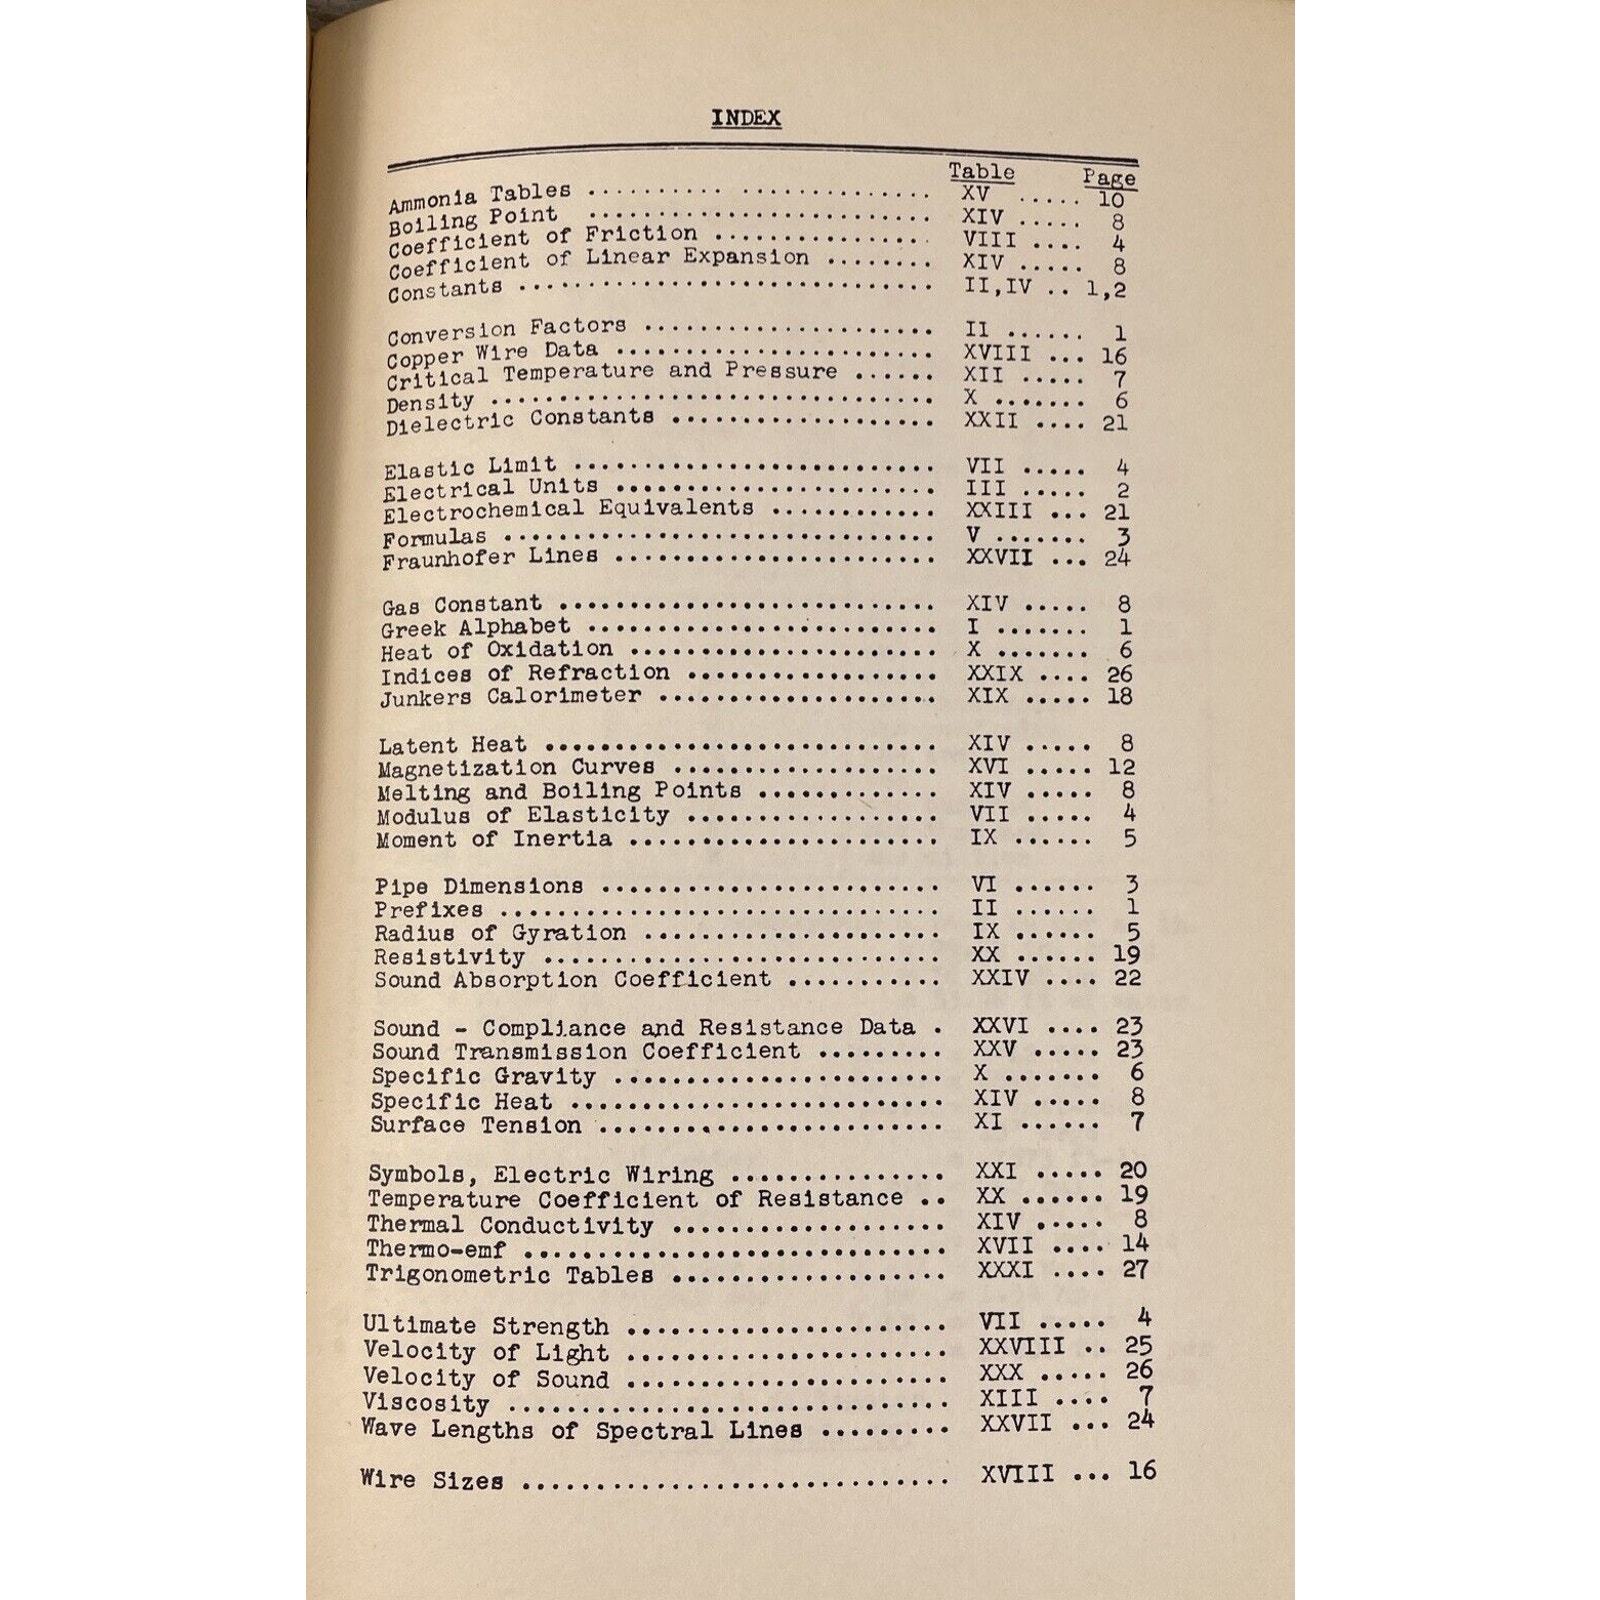 INDEX
Table Page
Ammonia Tables .......... .............. XV ..... 10
Boiling Point ........................ XIV ..... 8
Coefficient of Friction ................ VIII .... 4
Coefficient of Linear Expansion ........ XIV ..... 8
Constants .............................. II,IV .. 1,2
Conversion Factors ..................... II ...... 1
Copper Wire Data ....................... XVIII ... 16
Critical Temperature and Pressure ...... XII ..... 7
Density ................................ X ....... 6
Dielectric Constants ................... XXII .... 21
Elastic Limit .......................... VII ..... 4
Electrical Units ....................... III ..... 2
Electrochemical Equivalents ............ XXIII ... 21
Formulas ............................... V ....... 3
Fraunhofer Lines ....................... XXVII ... 24
Gas Constant ........................... XIV ..... 8
Greek Alphabet ......................... I ....... 1
Heat of Oxidation ...................... X ....... 6
Indices of Refraction .................. XXIX .... 26
Junkers Calorimeter .................... XIX ..... 18
Latent Heat ............................ XIV ..... 8
Magnetization Curves ................... XVI ..... 12
Melting and Boiling Points ............. XIV ..... 8
Modulus of Elasticity .................. VII ..... 4
Moment of Inertia ...................... IX ...... 5
Pipe Dimensions ........................ VI ...... 3
Prefixes ............................... II ...... 1
Radius of Gyration ..................... IX ...... 5
Resistivity ............................ XX ...... 19
Sound Absorption Coefficient ........... XXIV .... 22
Sound - Compliance and Resistance Data . XXVI .... 23
Sound Transmission Coefficient ......... XXV ..... 23
Specific Gravity ....................... X ....... 6
Specific Heat .......................... XIV ..... 8
Surface Tension ........................ XI ...... 7
Symbols, Electric Wiring ............... XXI ..... 20
Temperature Coefficient of Resistance .. XX ...... 19
Thermal Conductivity ................... XIV ..... 8
Thermo-emf ............................. XVII .... 14
Trigonometric Tables ................... XXXI .... 27
Ultimate Strength ...................... VII ..... 4
Velocity of Light ...................... XXVIII .. 25
Velocity of Sound ...................... XXX ..... 26
Viscosity .............................. XIII .... 7
Wave Lengths of Spectral Lines ......... XXVII ... 24
Wire Sizes ............................. XVIII ... 16